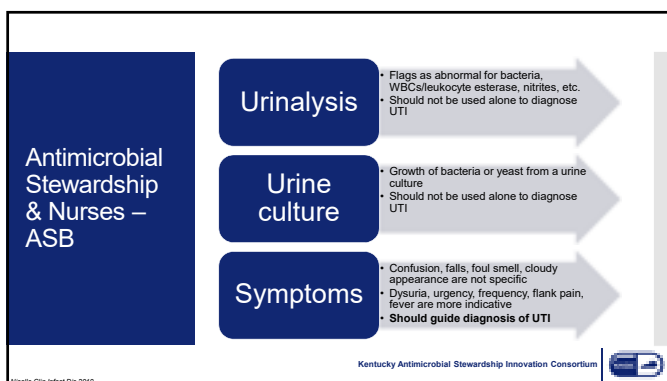 Antimicrobial
Stewardship
& Nurses –
ASB
Urinalysis
• Flags as abnormal for bacteria,
WBCs/leukocyte esterase, nitrites, etc.
• Should not be used alone to diagnose
UTI
Urine
culture
• Growth of bacteria or yeast from a urine
culture
• Should not be used alone to diagnose
UTI
Symptoms
• Confusion, falls, foul smell, cloudy
appearance are not specific
• Dysuria, urgency, frequency, flank pain,
fever are more indicative
• Should guide diagnosis of UTI
Kentucky Antimicrobial Stewardship Innovation Consortium